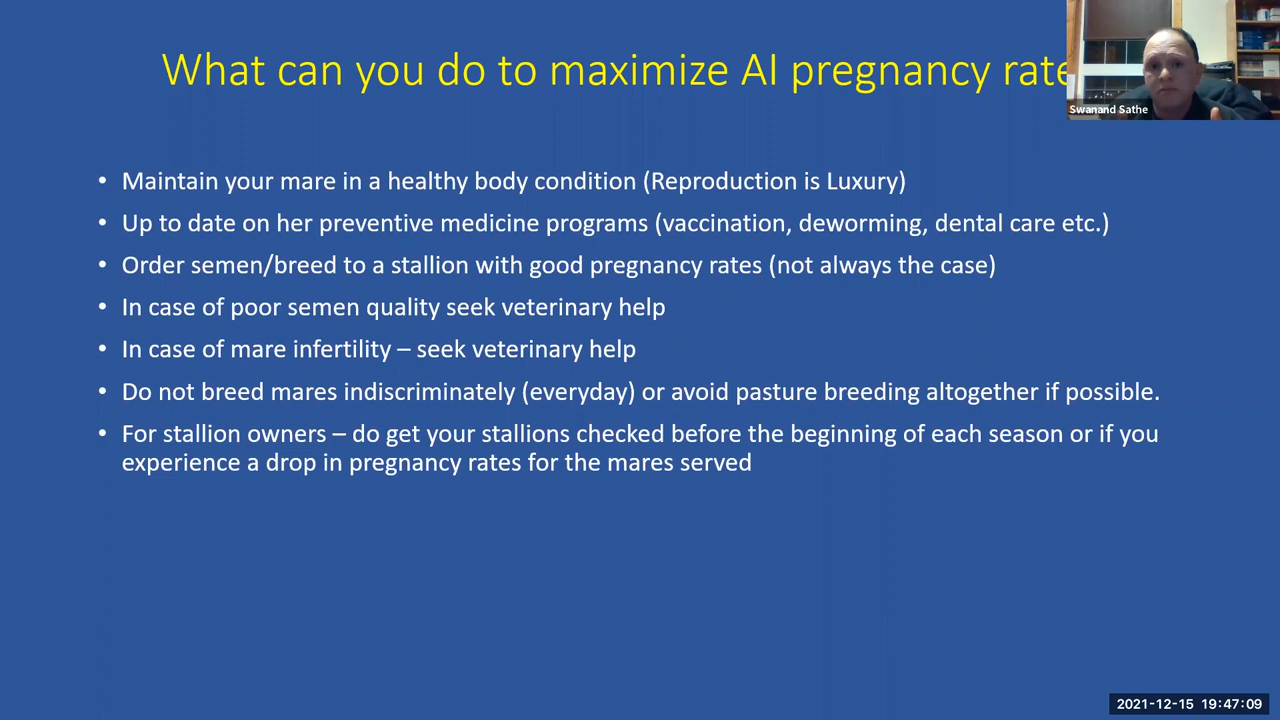 What can you do to maximize AI pregnancy rate
Swanand Sathe
• Maintain your mare in a healthy body condition (Reproduction is Luxury)
• Up to date on her preventive medicine programs (vaccination, deworming, dental care etc.)
• Order semen/breed to a stallion with good pregnancy rates (not always the case)
• In case of poor semen quality seek veterinary help
• In case of mare infertility – seek veterinary help
• Do not breed mares indiscriminately (everyday) or avoid pasture breeding altogether if possible.
• For stallion owners – do get your stallions checked before the beginning of each season or if you
experience a drop in pregnancy rates for the mares served
2021-12-15 19:47:09